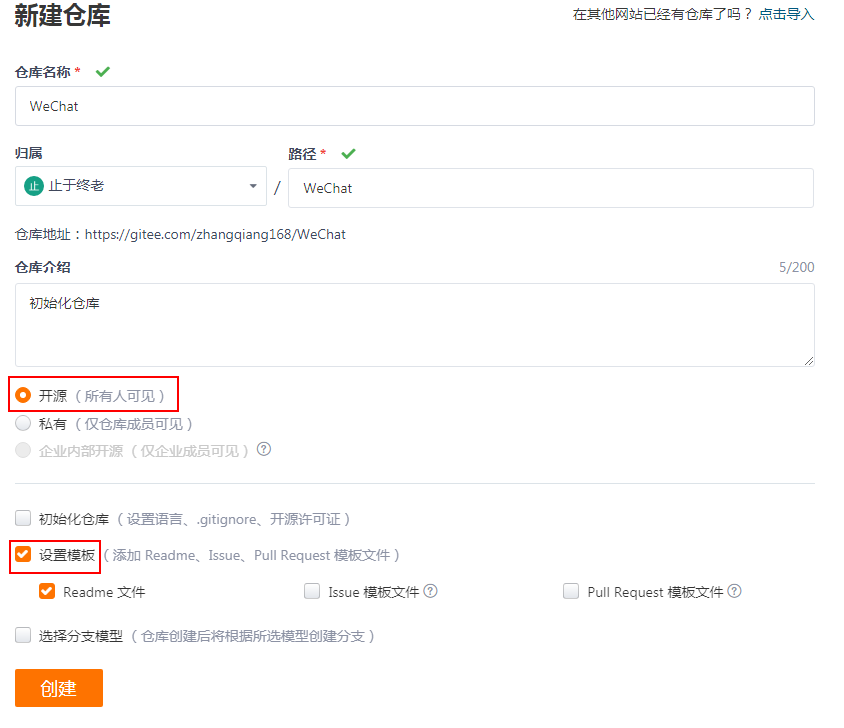 新建仓库
在其他网站已经有仓库了吗？ 点击导入
仓库名称 *
WeChat
归属
路径 *
止 止于终老
/
WeChat
仓库地址：https://gitee.com/zhangqiang168/WeChat
仓库介绍
5/200
初始化仓库
开源（所有人可见）
私有（仅仓库成员可见）
企业内部开源（仅企业成员可见） ?
初始化仓库（设置语言、.gitignore、开源许可证）
设置模板（添加 Readme、Issue、Pull Request 模板文件）
Readme 文件
Issue 模板文件 ?
Pull Request 模板文件 ?
选择分支模型（仓库创建后将根据所选模型创建分支）
创建